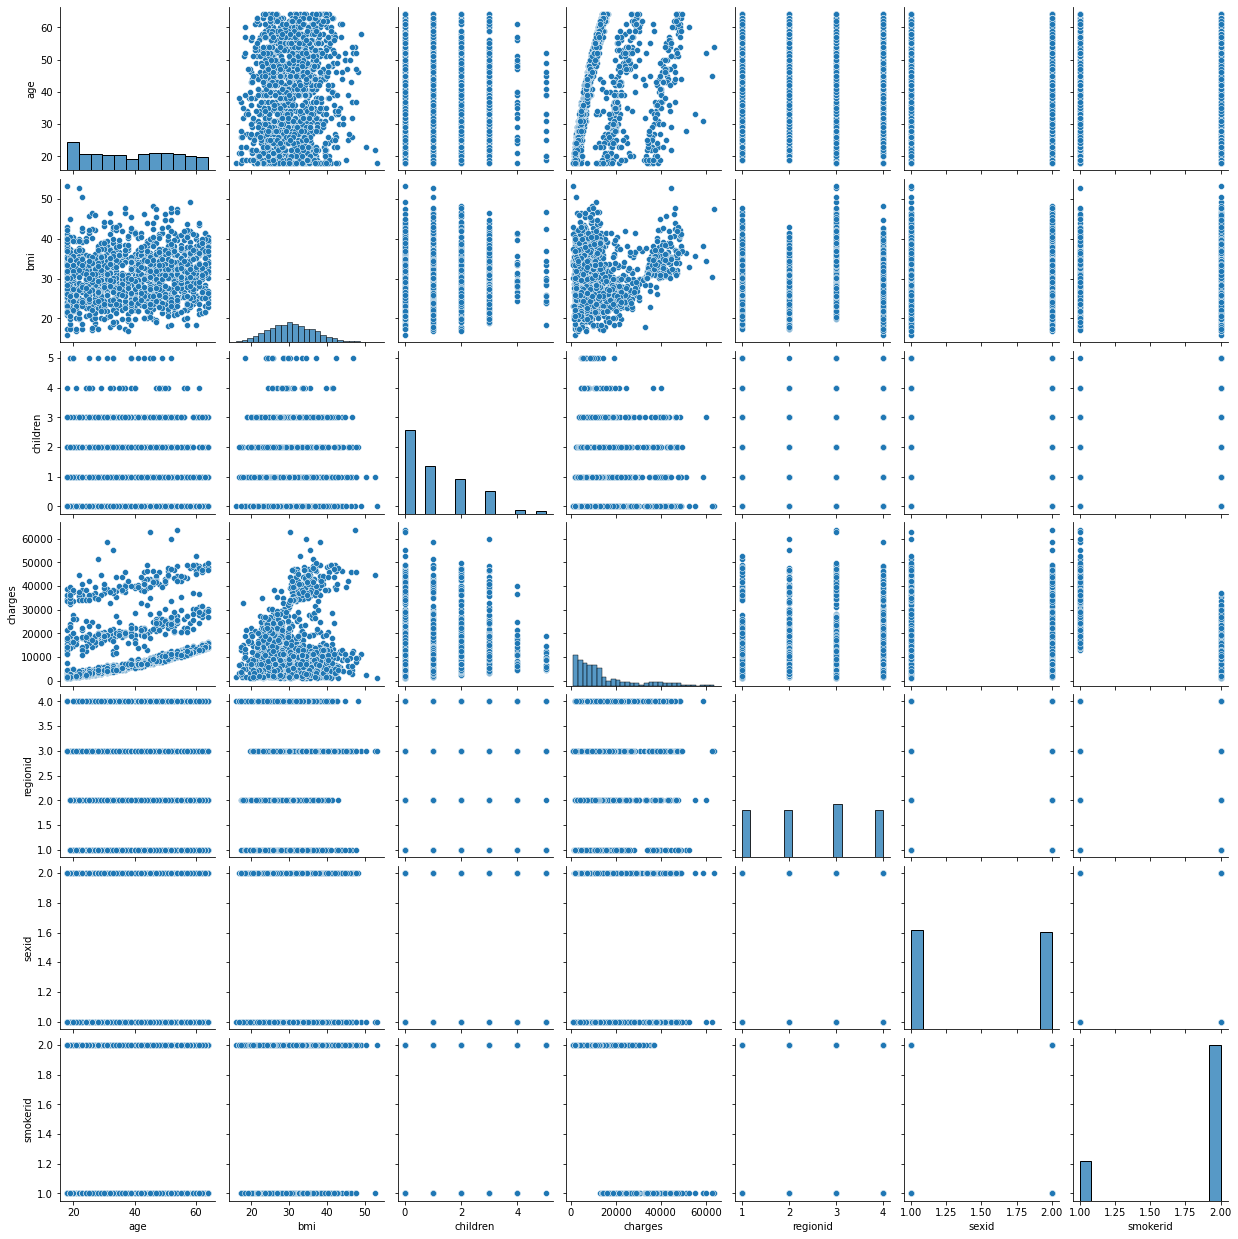 60
50
40
30
20
age
50
40
30
20
bmi
5
4
3
2
1
0
children
60000
50000
40000
30000
20000
10000
0
charges
4.0
3.5
3.0
2.5
2.0
1.5
1.0
regionid
2.0
1.8
1.6
1.4
1.2
1.0
sexid
2.0
1.8
1.6
1.4
1.2
1.0
smokerid
20 40 60
age
20 30 40 50
bmi
0 2 4
children
0 20000 40000 60000
charges
1 2 3 4
regionid
1.00 1.25 1.50 1.75 2.00
sexid
1.00 1.25 1.50 1.75 2.00
smokerid